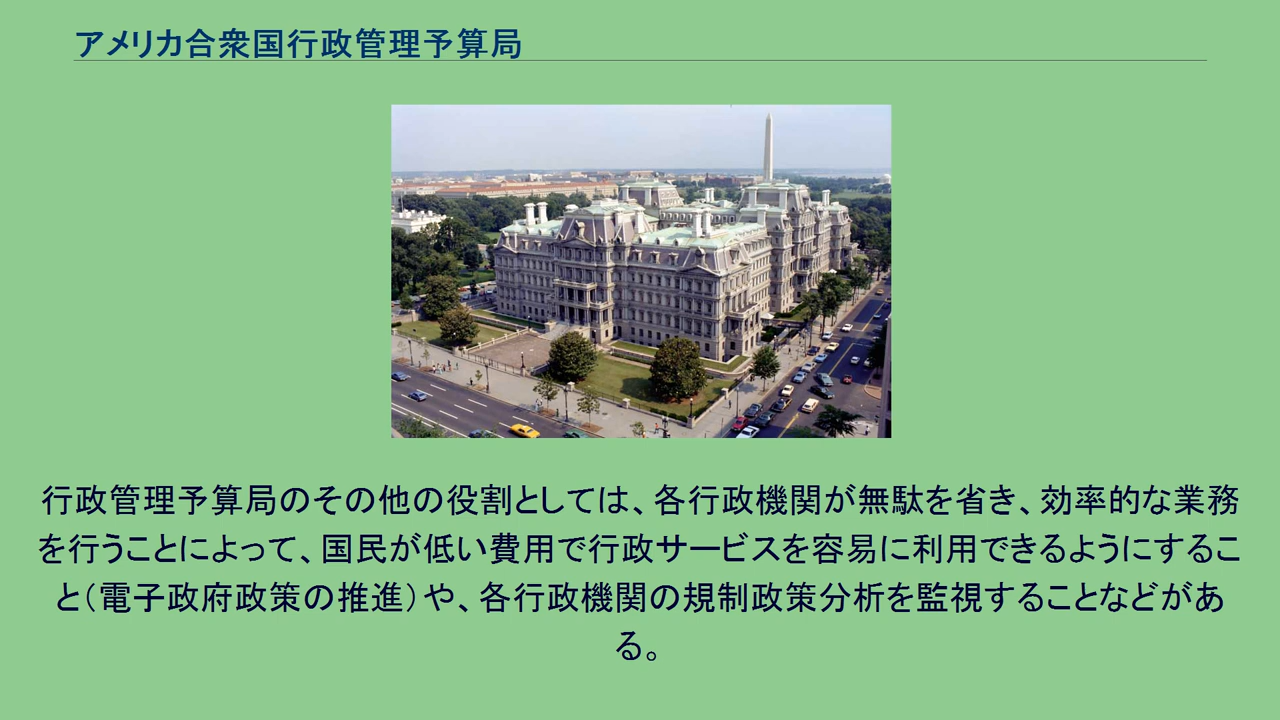 アメリカ合衆国行政管理予算局
行政管理予算局のその他の役割としては、各行政機関が無駄を省き、効率的な業務
を行うことによって、国民が低い費用で行政サービスを容易に利用できるようにするこ
と（電子政府政策の推進）や、各行政機関の規制政策分析を監視することなどがあ
る。